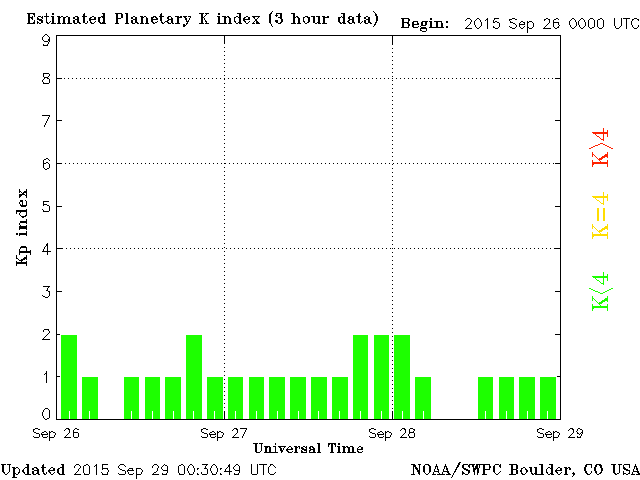 Estimated Planetary K index (3 hour data)
Begin: 2015 Sep 26 0000 UTC
9
8
7
6
5
4
3
2
1
0
Kp index
K>4
K=4
K<4
Sep 26
Sep 27
Sep 28
Sep 29
Universal Time
Updated 2015 Sep 29 00:30:49 UTC
NOAA/SWPC Boulder, CO USA